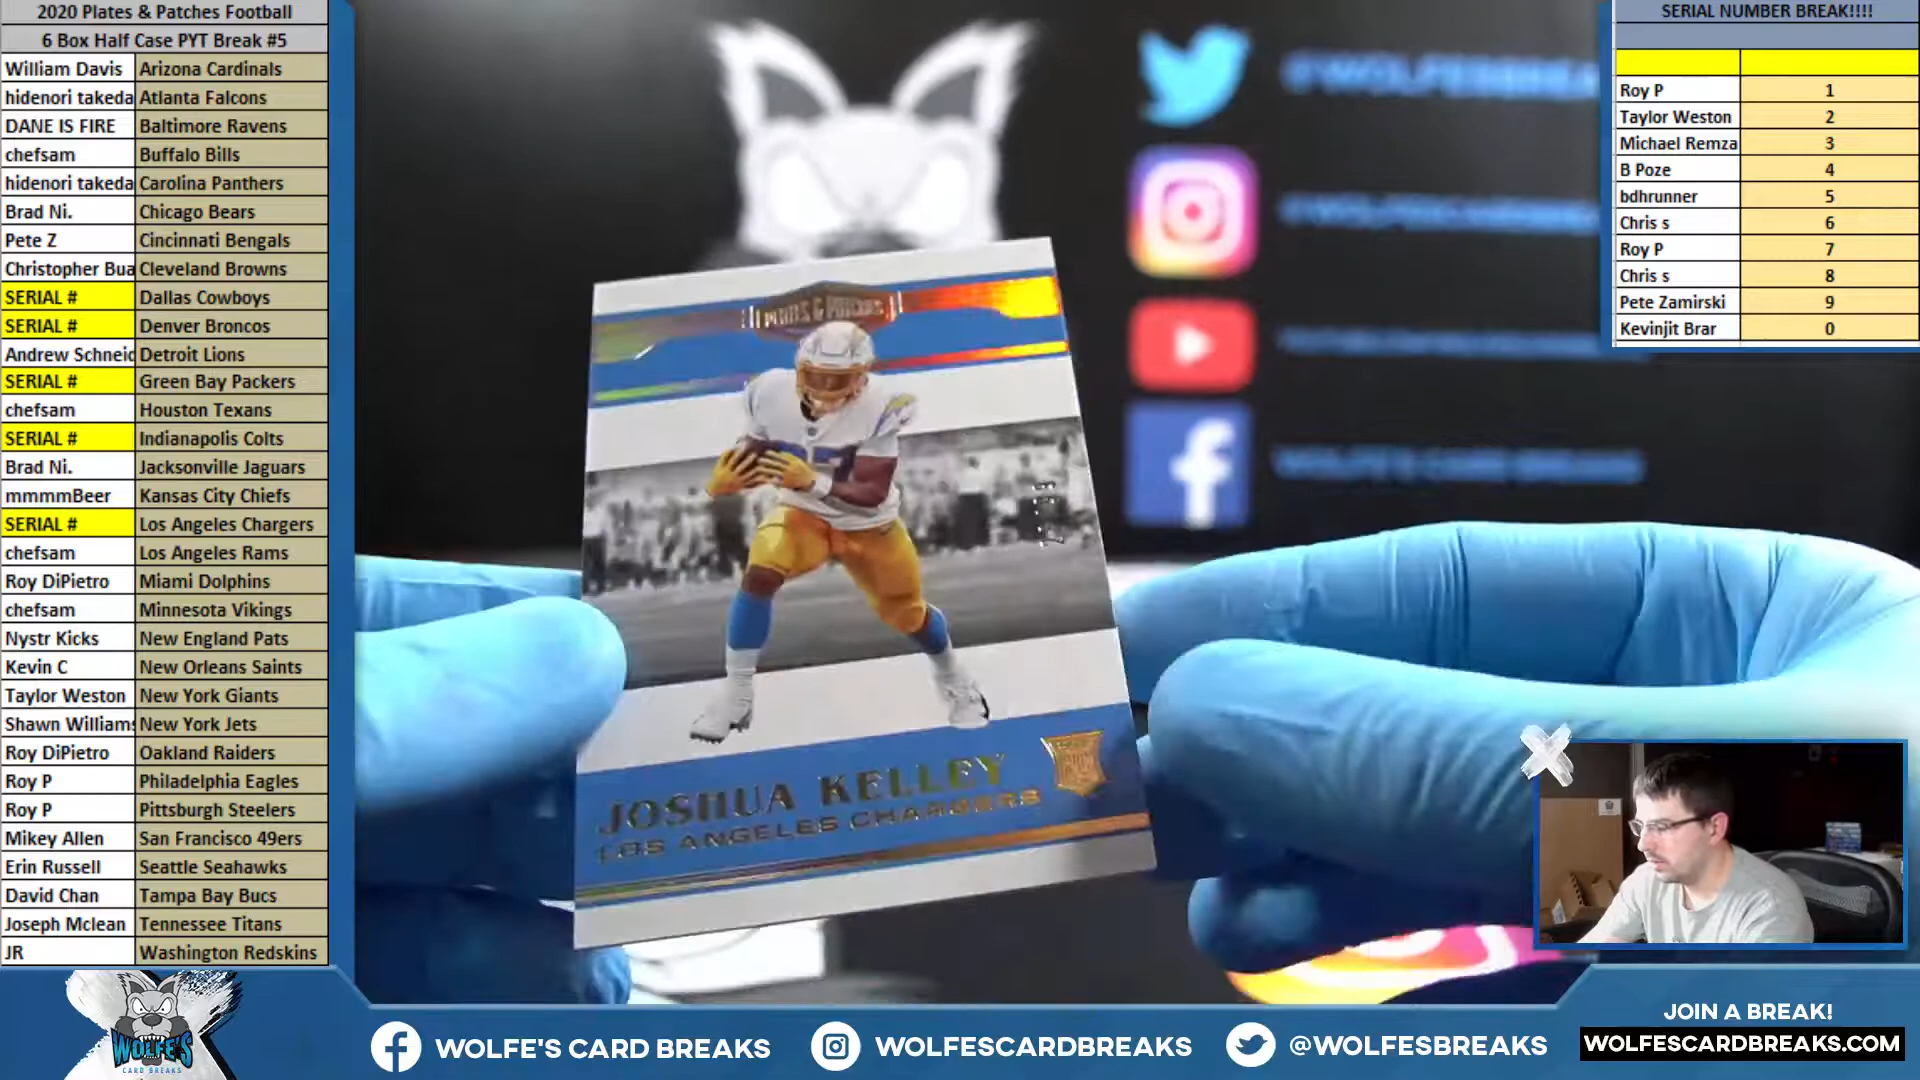 2020 Plates & Patches Football
6 Box Half Case PYT Break #5
William Davis Arizona Cardinals
hidenori takeda Atlanta Falcons
DANE IS FIRE Baltimore Ravens
chefsam Buffalo Bills
hidenori takeda Carolina Panthers
Brad Ni. Chicago Bears
Pete Z Cincinnati Bengals
Christopher Bua Cleveland Browns
SERIAL # Dallas Cowboys
SERIAL # Denver Broncos
Andrew Schneid Detroit Lions
SERIAL # Green Bay Packers
chefsam Houston Texans
SERIAL # Indianapolis Colts
Brad Ni. Jacksonville Jaguars
mmmmBeer Kansas City Chiefs
SERIAL # Los Angeles Chargers
chefsam Los Angeles Rams
Roy DiPietro Miami Dolphins
chefsam Minnesota Vikings
Nystr Kicks New England Pats
Kevin C New Orleans Saints
Taylor Weston New York Giants
Shawn Williams New York Jets
Roy DiPietro Oakland Raiders
Roy P Philadelphia Eagles
Roy P Pittsburgh Steelers
Mikey Allen San Francisco 49ers
Erin Russell Seattle Seahawks
David Chan Tampa Bay Bucs
Joseph Mclean Tennessee Titans
JR Washington Redskins
SERIAL NUMBER BREAK!!!!
Roy P 1
Taylor Weston 2
Michael Remza 3
B Poze 4
bdhrunner 5
Chris s 6
Roy P 7
Chris s 8
Pete Zamirski 9
Kevinjit Brar 0
@WOLFESBREA
WOLFE'S CARD BREAKS
PLATES & PATCHES
JOSHUA KELLEY
LOS ANGELES CHARGERS
WOLFE'S
CARD BREAKS
WOLFE'S CARD BREAKS
WOLFESCARDBREAKS
@WOLFESBREAKS
JOIN A BREAK!
WOLFESCARDBREAKS.COM